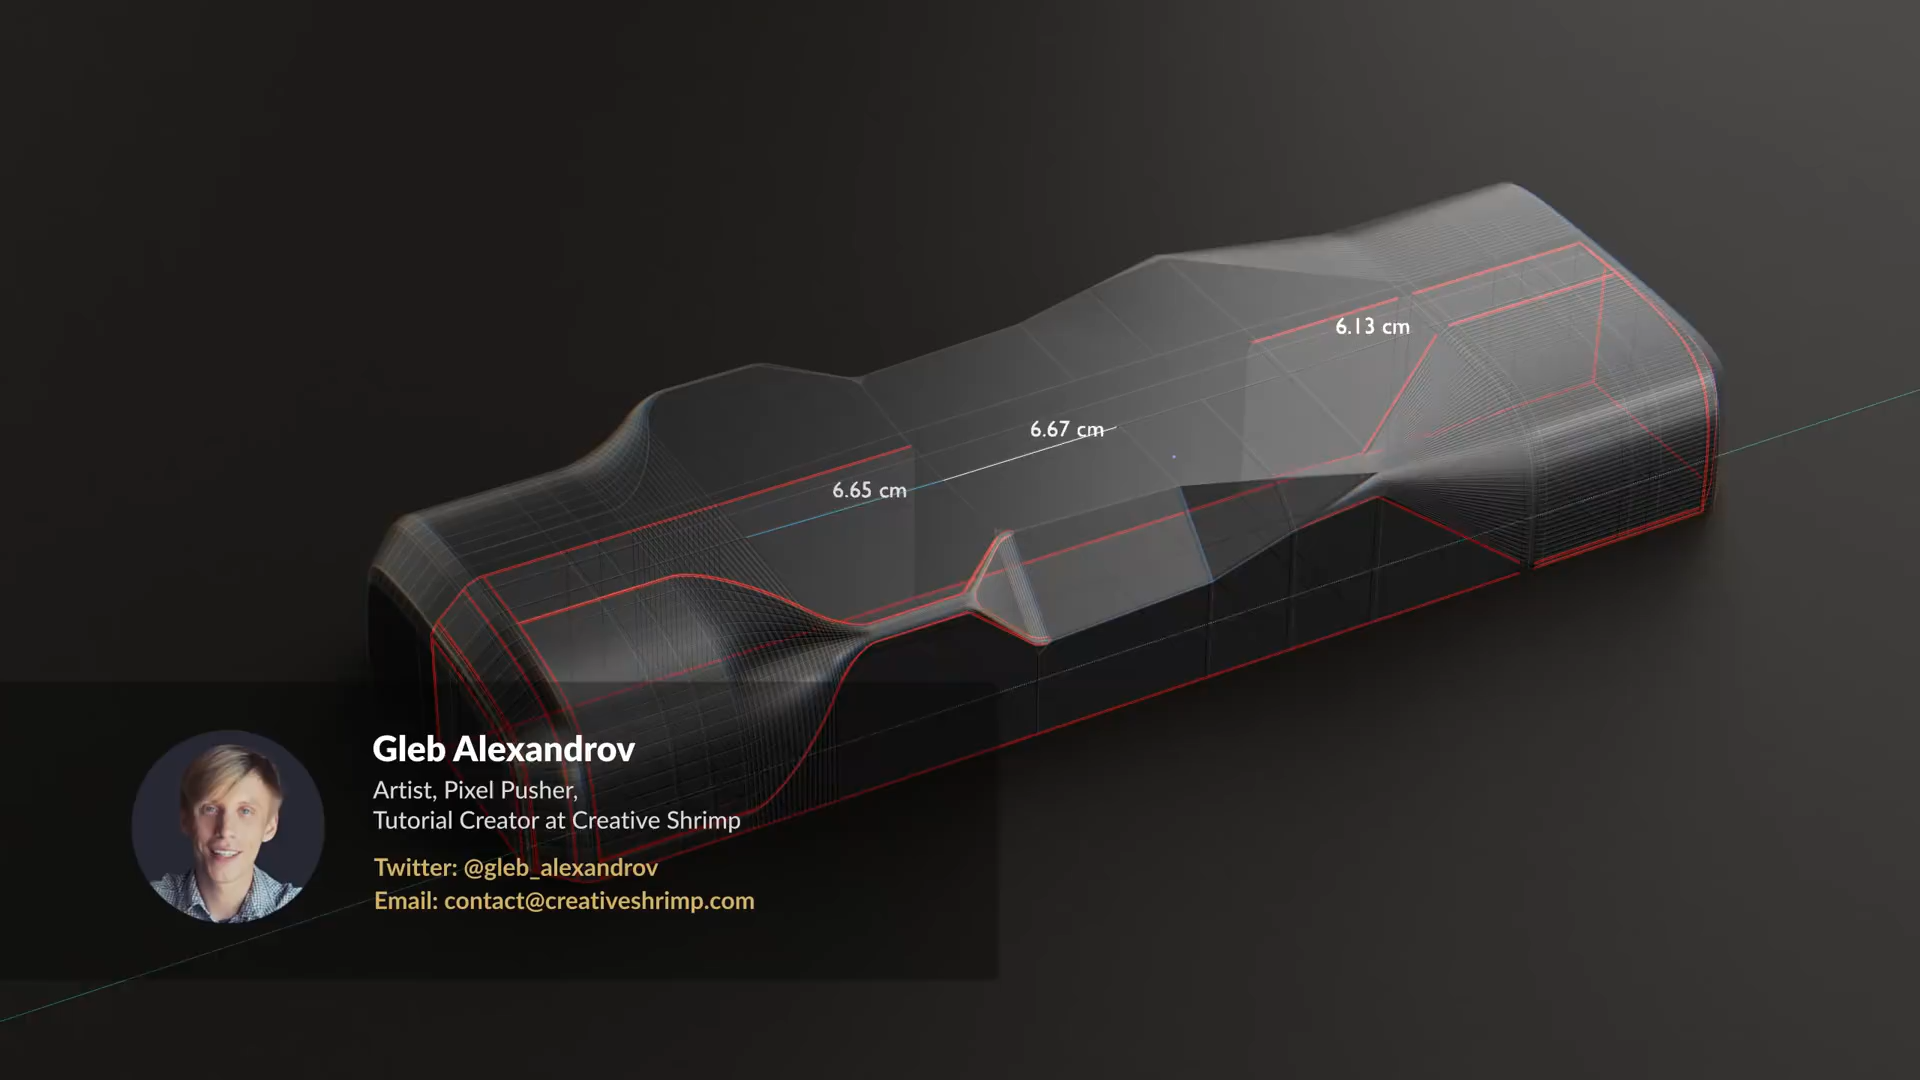 6.13 cm
6.67 cm
6.65 cm
Gleb Alexandrov
Artist, Pixel Pusher,
Tutorial Creator at Creative Shrimp
Twitter: @gleb_alexandrov
Email: contact@creativeshrimp.com